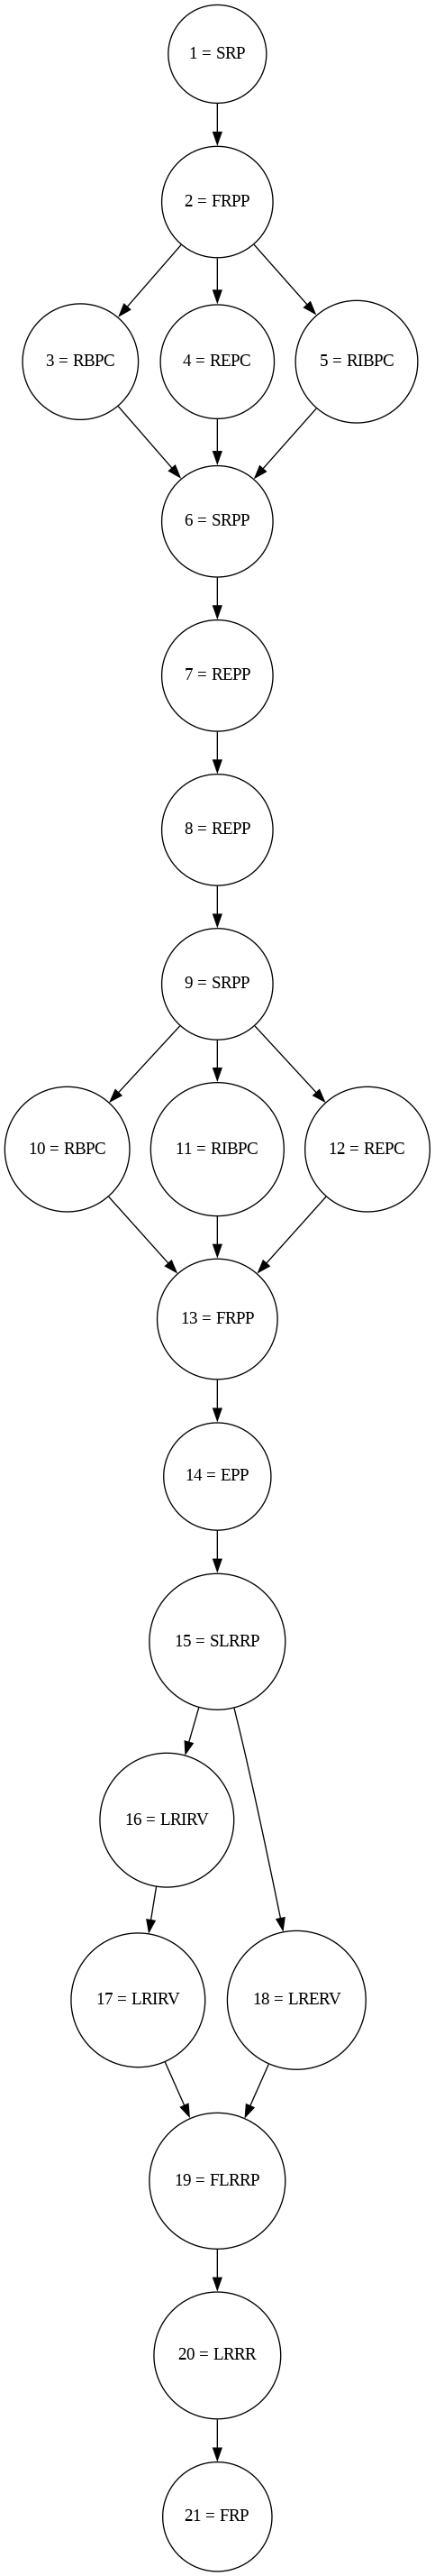 1 = SRP
2 = FRPP
3 = RBPC
4 = REPC
5 = RIBPC
6 = SRPP
7 = REPP
8 = REPP
9 = SRPP
10 = RBPC
11 = RIBPC
12 = REPC
13 = FRPP
14 = EPP
15 = SLRRP
16 = LRIRV
17 = LRIRV
18 = LRERV
19 = FLRRP
20 = LRRR
21 = FRP